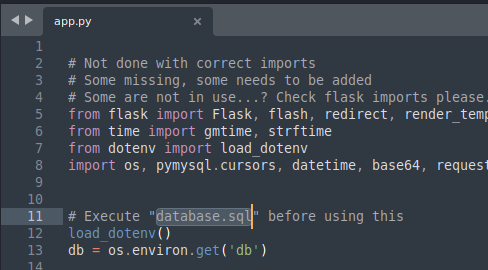 app.py
1
2 # Not done with correct imports
3 # Some missing, some needs to be added
4 # Some are not in use...? Check flask imports please.
5 from flask import Flask, flash, redirect,
6 from time import gmtime, strftime
7 from dotenv import load_dotenv
8 import os, pymysql.cursors, datetime, base64,
9
10
11 # Execute "database.sql" before using this
12 load_dotenv()
13 db = os.environ.get('db')
14